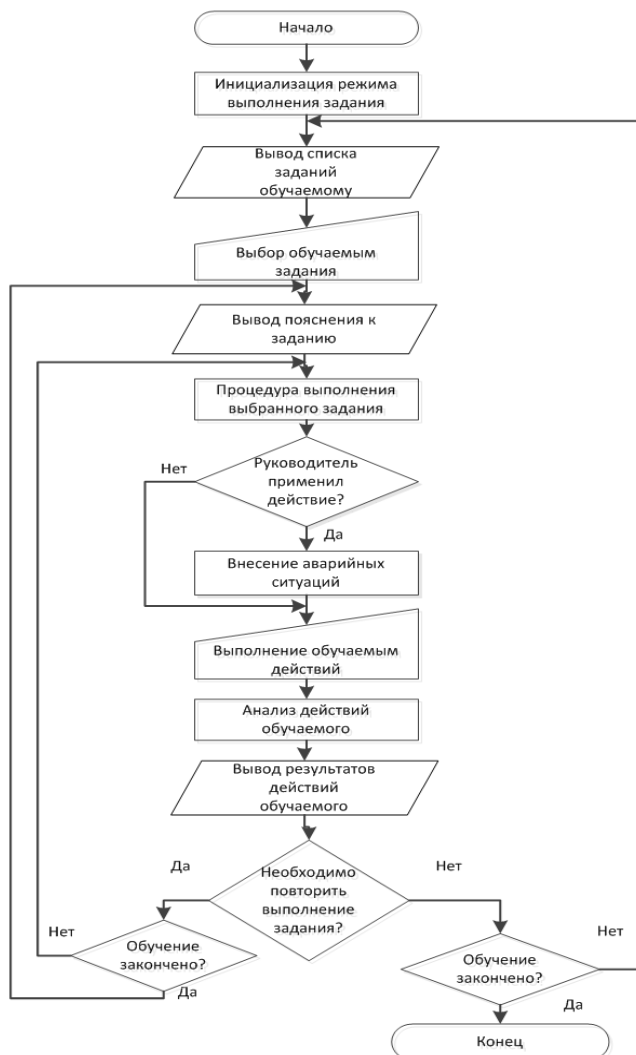 Начало
Инициализация режима
выполнения задания
Вывод списка
заданий
обучаемому
Выбор обучаемым
задания
Вывод пояснения к
заданию
Процедура выполнения
выбранного задания
Нет
Руководитель
применил
действие?
Да
Внесение аварийных
ситуаций
Выполнение обучаемым
действий
Анализ действий
обучаемого
Вывод результатов
действий
обучаемого
Да
Необходимо
повторить
выполнение
задания?
Нет
Нет
Обучение
закончено?
Да
Обучение
закончено?
Нет
Да
Конец